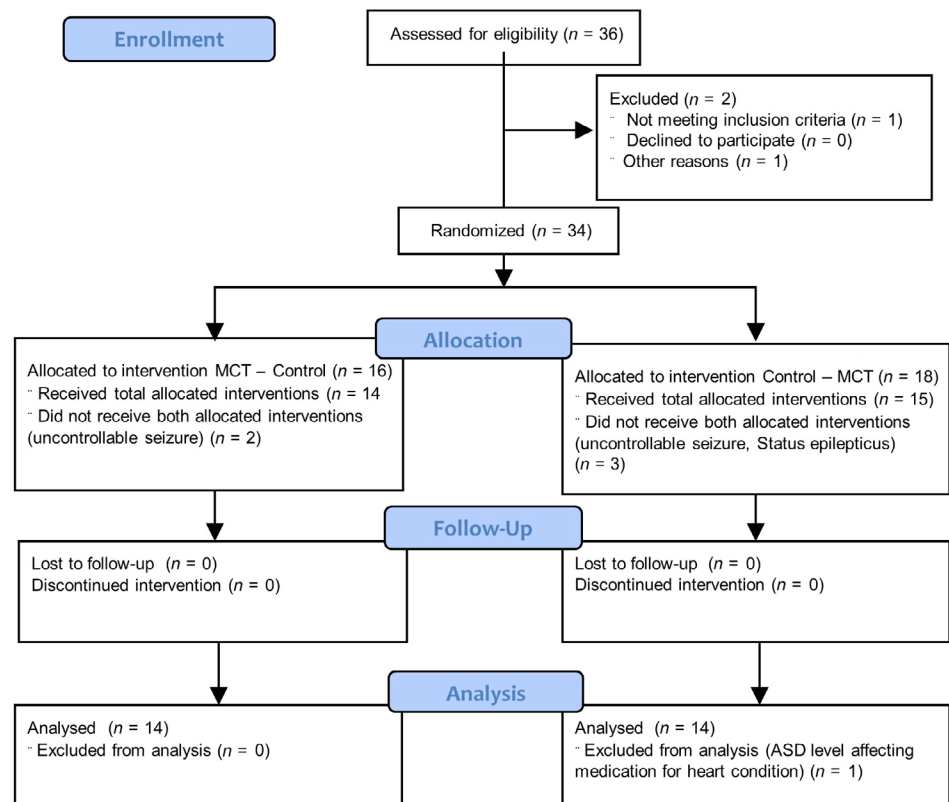 Enrollment
Assessed for eligibility (n = 36)
Excluded (n = 2)
¨ Not meeting inclusion criteria (n = 1)
¨ Declined to participate (n = 0)
¨ Other reasons (n = 1)
Randomized (n = 34)
Allocation
Allocated to intervention MCT – Control (n = 16)
¨ Received total allocated interventions (n = 14
¨ Did not receive both allocated interventions
(uncontrollable seizure) (n = 2)
Allocated to intervention Control – MCT (n = 18)
¨ Received total allocated interventions (n = 15)
¨ Did not receive both allocated interventions
(uncontrollable seizure, Status epilepticus)
(n = 3)
Follow-Up
Lost to follow-up (n = 0)
Discontinued intervention (n = 0)
Lost to follow-up (n = 0)
Discontinued intervention (n = 0)
Analysis
Analysed (n = 14)
¨ Excluded from analysis (n = 0)
Analysed (n = 14)
¨ Excluded from analysis (ASD level affecting
medication for heart condition) (n = 1)